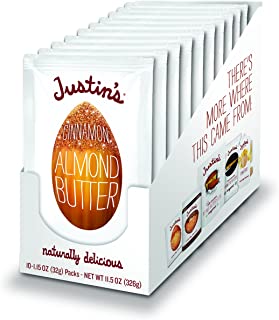 Justin's
CINNAMON
ALMOND
BUTTER
naturally delicious
10-1.15 OZ (32g) PACKS - NET WT 11.5 OZ (326g)
THERE'S
MORE WHERE
THIS CAME FROM